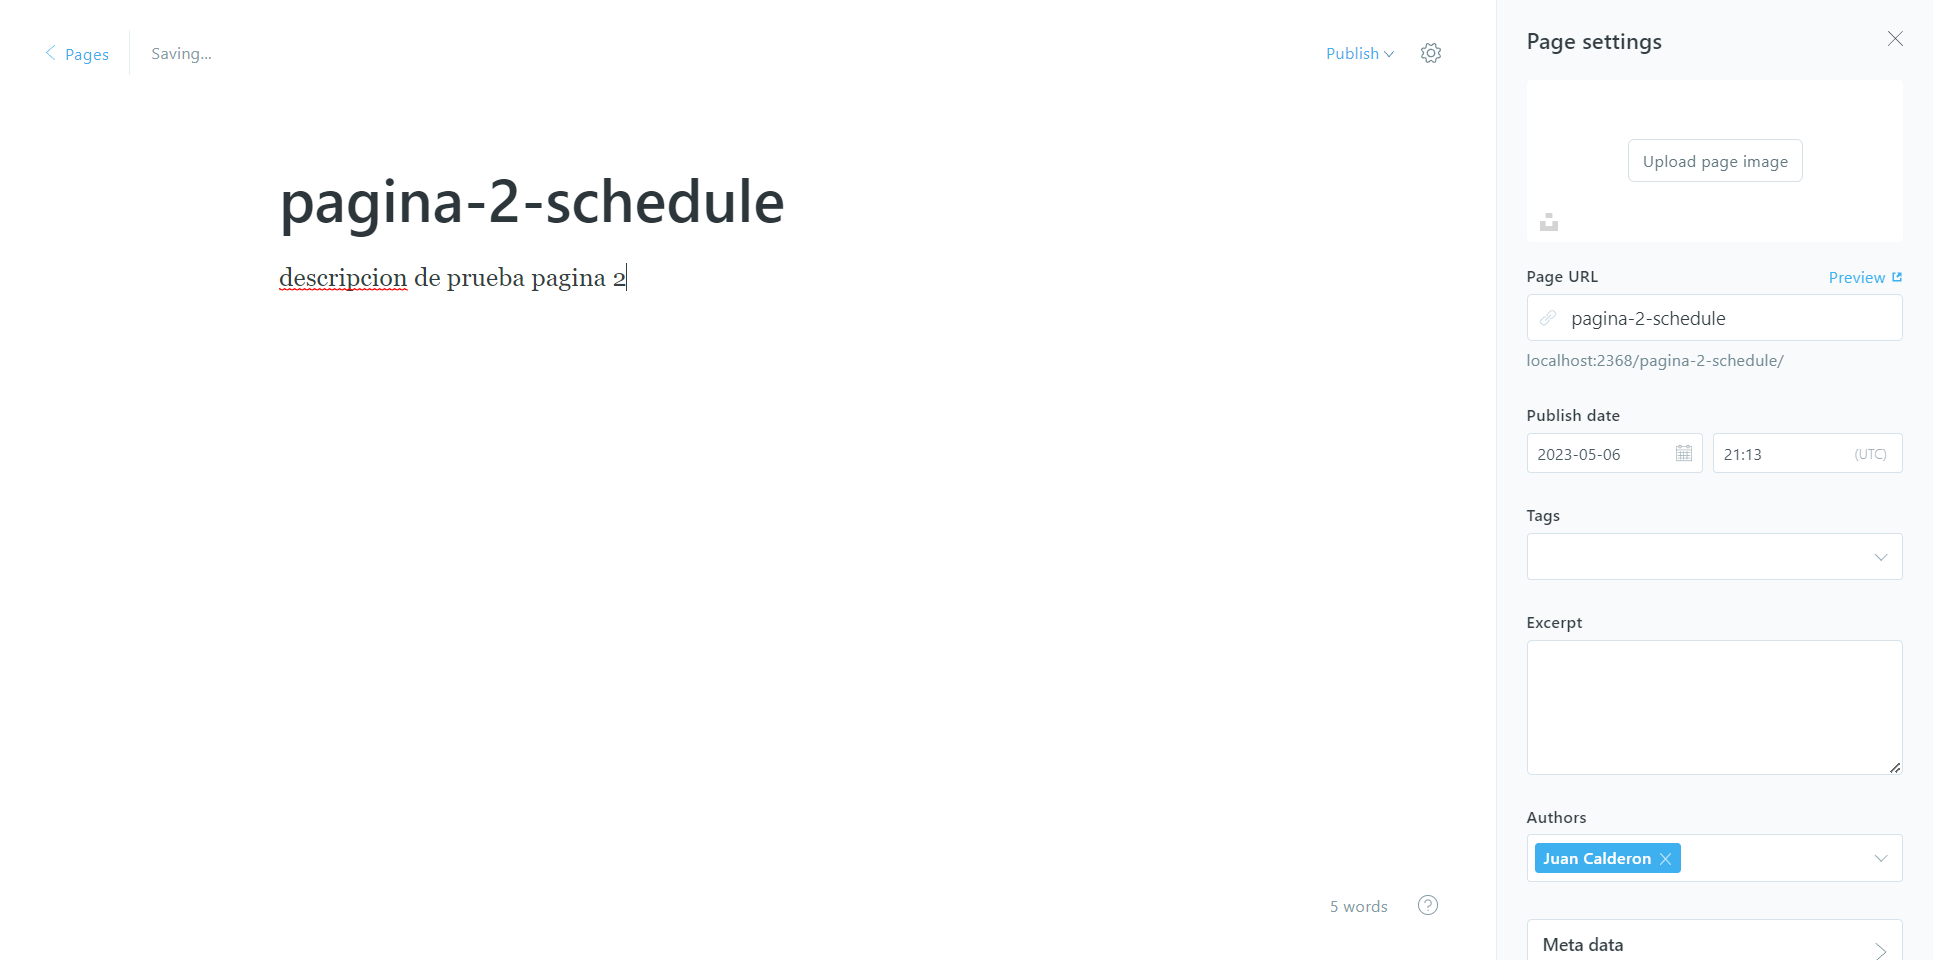 Pages
Saving...
Publish
pagina-2-schedule
descripcion de prueba pagina 2
5 words
?
Page settings
Upload page image
Page URL
Preview
pagina-2-schedule
localhost:2368/pagina-2-schedule/
Publish date
2023-05-06
21:13 (UTC)
Tags
Excerpt
Authors
Juan Calderon
Meta data